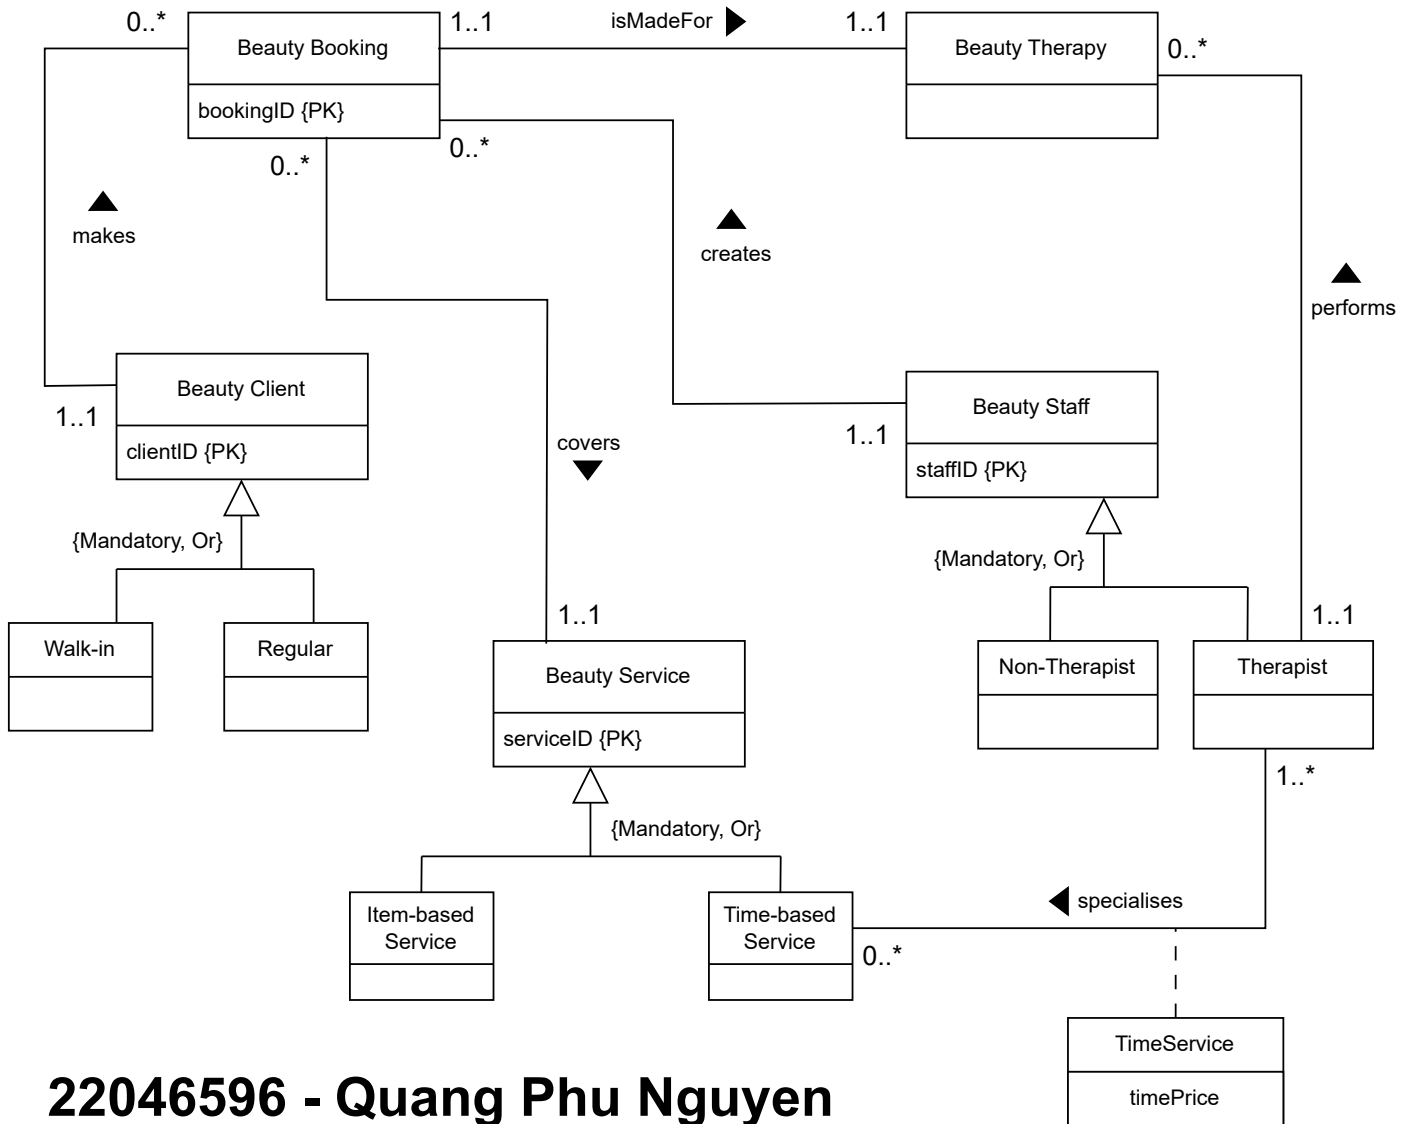 0..*
Beauty Booking
1..1
isMadeFor
1..1
Beauty Therapy
0..*
bookingID {PK}
0..*
0..*
makes
creates
performs
Beauty Client
1..1
clientID {PK}
covers
Beauty Staff
1..1
staffID {PK}
{Mandatory, Or}
{Mandatory, Or}
1..1
1..1
Walk-in
Regular
Beauty Service
Non-Therapist
Therapist
serviceID {PK}
1..*
{Mandatory, Or}
Item-based
Service
Time-based
Service
specialises
0..*
TimeService
timePrice
22046596 - Quang Phu Nguyen